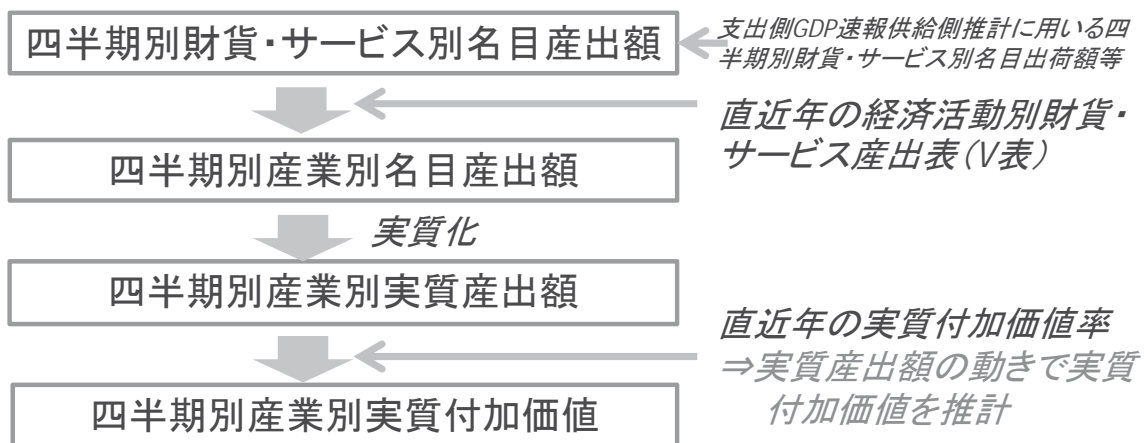 四半期別財貨・サービス別名目産出額
支出側GDP速報供給側推計に用いる四
半期別財貨・サービス別名目出荷額等
直近年の経済活動別財貨・
サービス産出表（V表）
四半期別産業別名目産出額
実質化
四半期別産業別実質産出額
直近年の実質付加価値率
⇒実質産出額の動きで実質
付加価値を推計
四半期別産業別実質付加価値